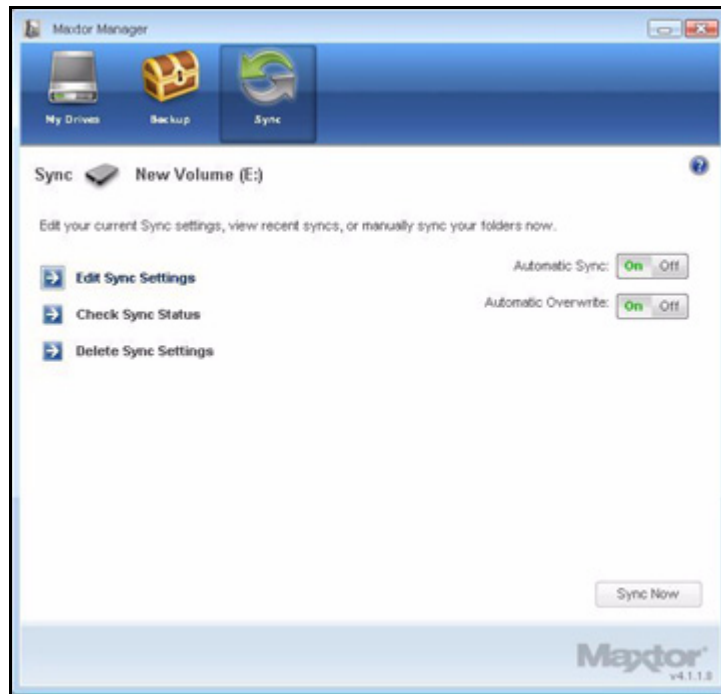 Maxtor Manager
My Drives
Backup
Sync
Sync New Volume (E:)
Edit your current Sync settings, view recent syncs, or manually sync your folders now.
Edit Sync Settings
Automatic Sync: On Off
Check Sync Status
Automatic Overwrite: On Off
Delete Sync Settings
Sync Now
Maxtor
v4.1.1.8